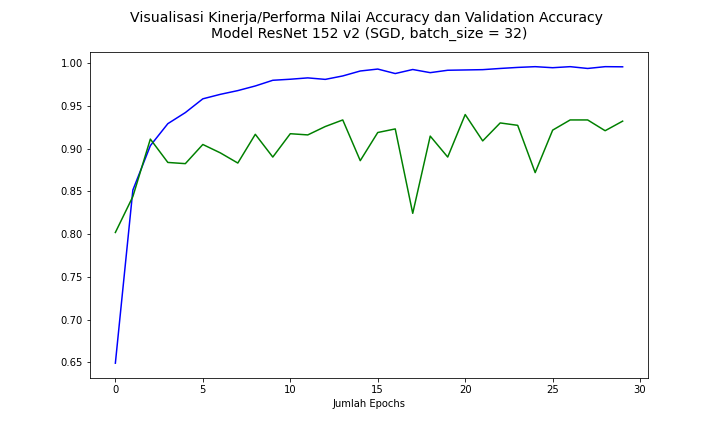 Visualisasi Kinerja/Performa Nilai Accuracy dan Validation Accuracy
Model ResNet 152 v2 (SGD, batch_size = 32)
1.00
0.95
0.90
0.85
0.80
0.75
0.70
0.65
0 5 10 15 20 25 30
Jumlah Epochs